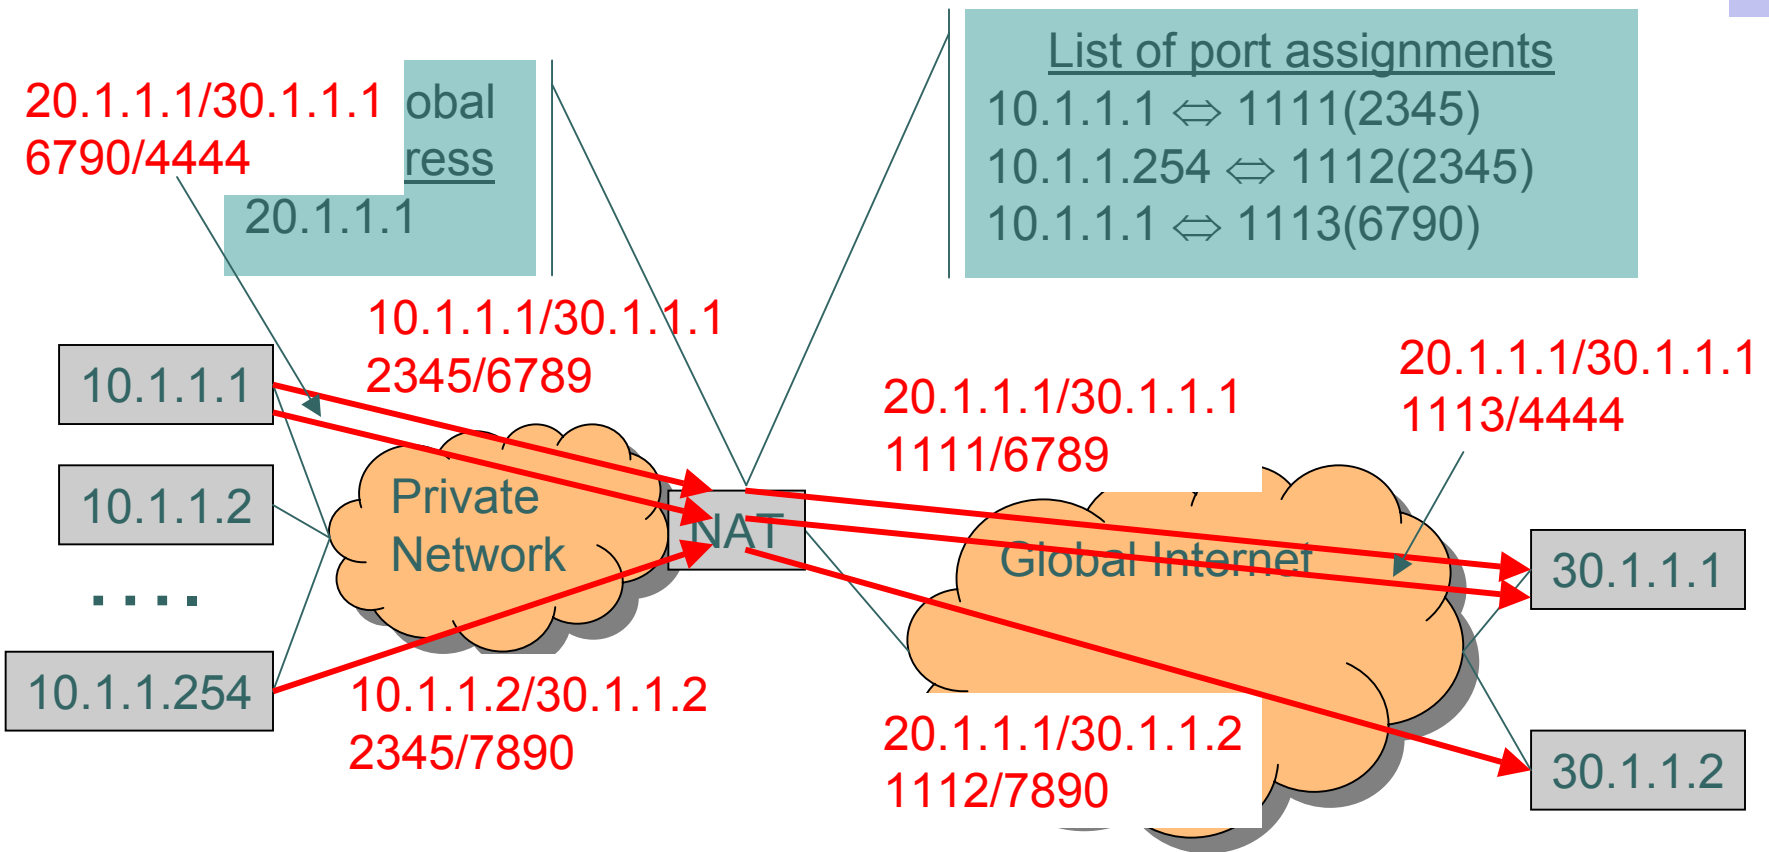 20.1.1.1/30.1.1.1
6790/4444
obal
ress
20.1.1.1
List of port assignments
10.1.1.1 ⇔ 1111(2345)
10.1.1.254 ⇔ 1112(2345)
10.1.1.1 ⇔ 1113(6790)
10.1.1.1/30.1.1.1
2345/6789
20.1.1.1/30.1.1.1
1111/6789
20.1.1.1/30.1.1.1
1113/4444
10.1.1.1
10.1.1.2
. . . .
10.1.1.254
Private
Network
NAT
Global Internet
30.1.1.1
30.1.1.2
10.1.1.2/30.1.1.2
2345/7890
20.1.1.1/30.1.1.2
1112/7890